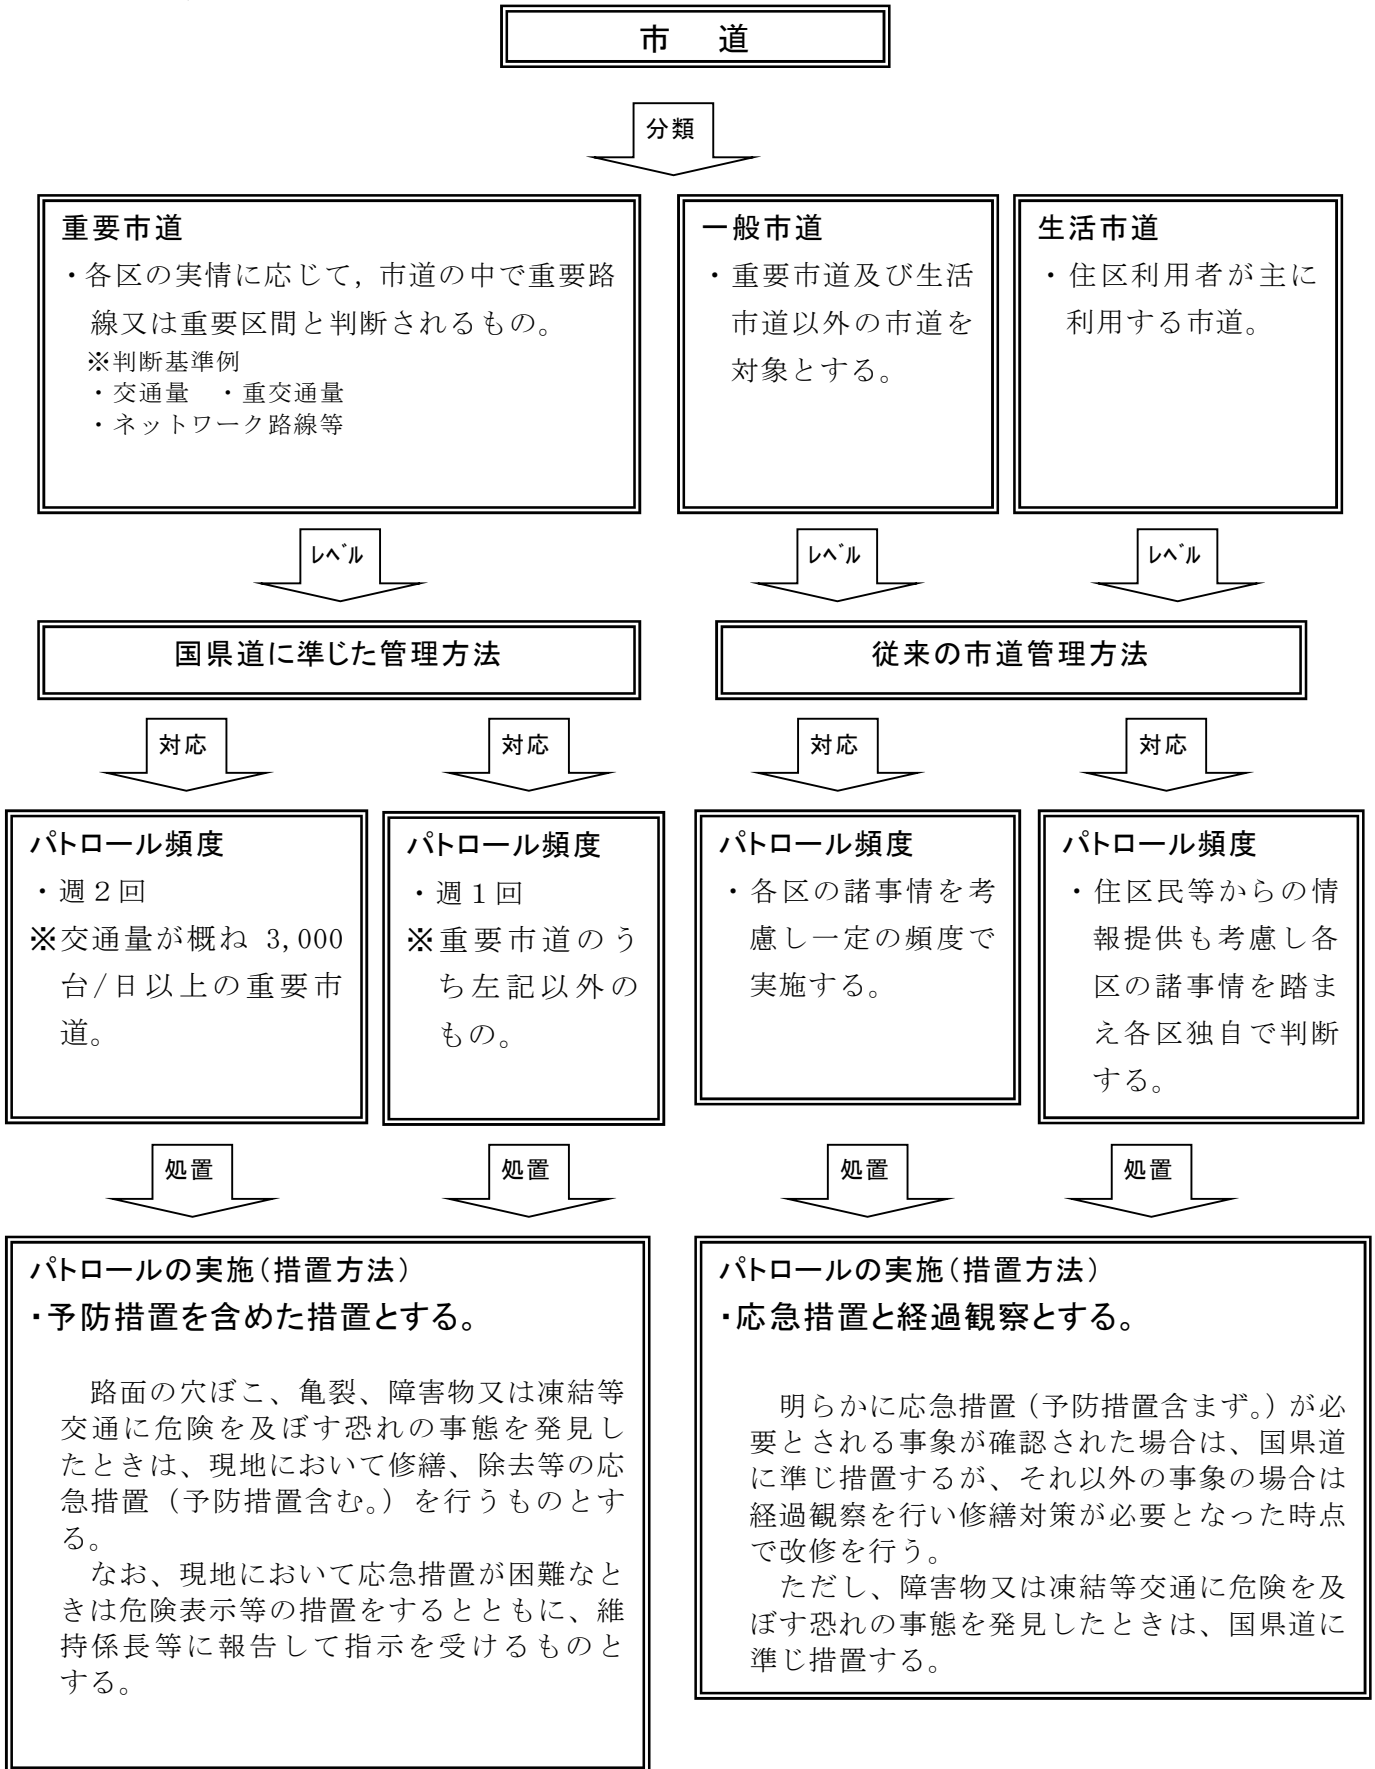 市　道
分類
重要市道
・各区の実情に応じて，市道の中で重要路
線又は重要区間と判断されるもの。
※判断基準例
・交通量　・重交通量
・ネットワーク路線等
一般市道
・重要市道及び生活
市道以外の市道を
対象とする。
生活市道
・住区利用者が主に
利用する市道。
ﾚﾍﾞﾙ
ﾚﾍﾞﾙ
ﾚﾍﾞﾙ
国県道に準じた管理方法
従来の市道管理方法
対応
対応
対応
対応
パトロール頻度
・週２回
※交通量が概ね 3,000
台/日以上の重要市
道。
パトロール頻度
・週１回
※重要市道のう
ち左記以外の
もの。
パトロール頻度
・各区の諸事情を考
慮し一定の頻度で
実施する。
パトロール頻度
・住区民等からの情
報提供も考慮し各
区の諸事情を踏ま
え各区独自で判断
する。
処置
処置
処置
処置
パトロールの実施（措置方法）
・予防措置を含めた措置とする。
路面の穴ぼこ、亀裂、障害物又は凍結等
交通に危険を及ぼす恐れの事態を発見し
たときは、現地において修繕、除去等の応
急措置（予防措置含む。）を行うものとす
る。
なお、現地において応急措置が困難なと
きは危険表示等の措置をするとともに、維
持係長等に報告して指示を受けるものと
する。
パトロールの実施（措置方法）
・応急措置と経過観察とする。
明らかに応急措置（予防措置含まず。）が必
要とされる事象が確認された場合は、国県道
に準じ措置するが、それ以外の事象の場合は
経過観察を行い修繕対策が必要となった時点
で改修を行う。
ただし、障害物又は凍結等交通に危険を及
ぼす恐れの事態を発見したときは、国県道に
準じ措置する。